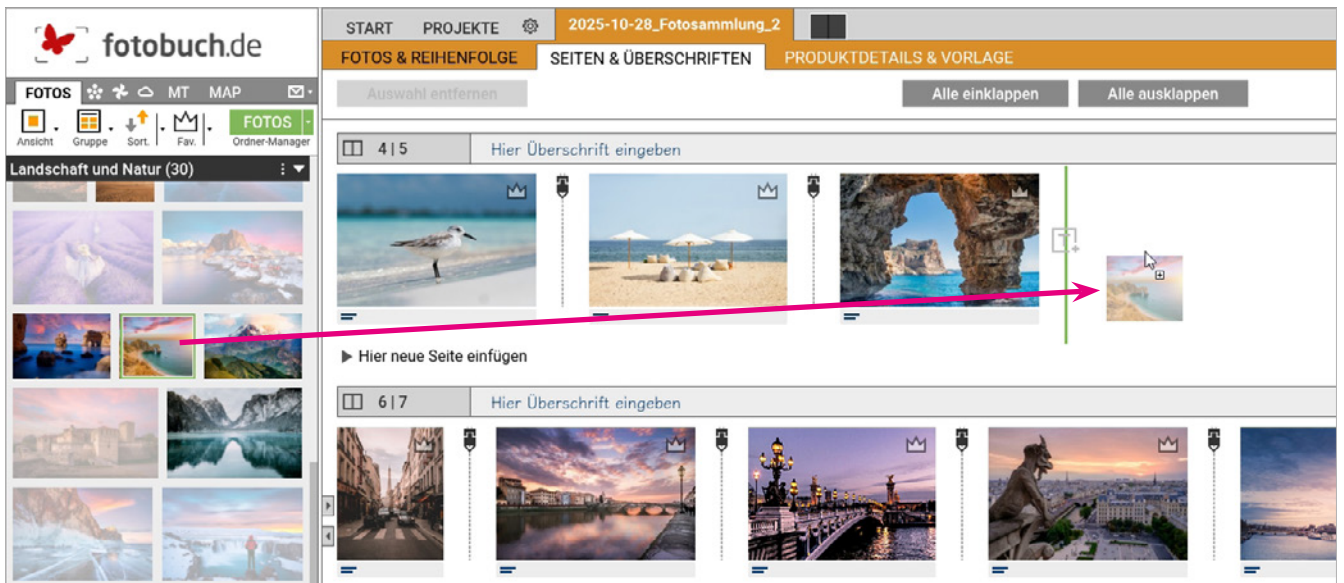 fotobuch.de
START PROJEKTE 2025-10-28_Fotosammlung_2
FOTOS & REIHENFOLGE SEITEN & ÜBERSCHRIFTEN PRODUKTDETAILS & VORLAGE
FOTOS MT MAP
Auswahl entfernen Alle einklappen Alle ausklappen
FOTOS
Ansicht Gruppe Sort. Fav. Ordner-Manager
Landschaft und Natur (30)
4|5 Hier Überschrift eingeben
T
Hier neue Seite einfügen
6|7 Hier Überschrift eingeben